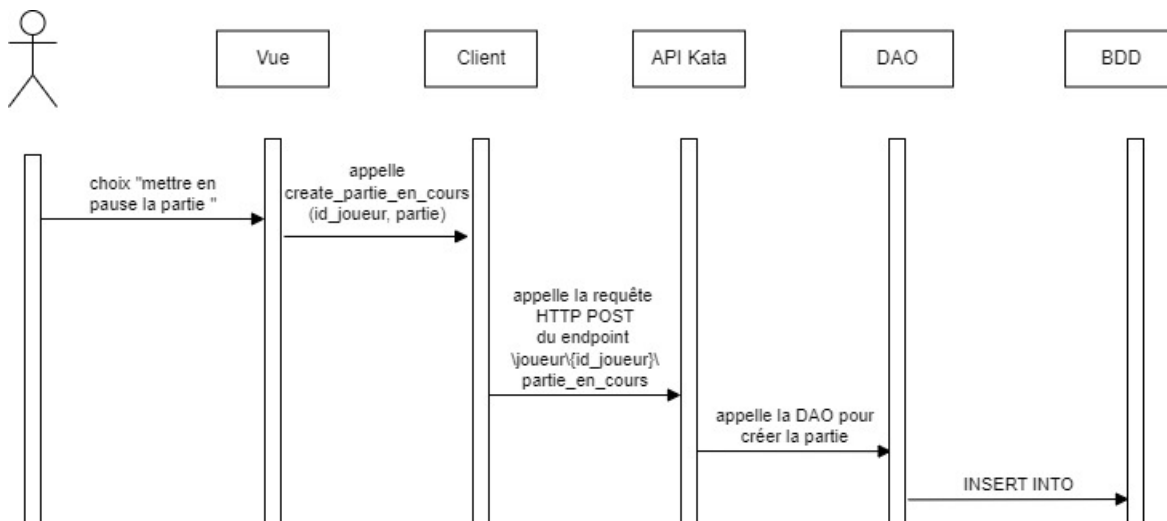 Vue
Client
API Kata
DAO
BDD
choix "mettre en
pause la partie "
appelle
create_partie_en_cours
(id_joueur, partie)
appelle la requête
HTTP POST
du endpoint
\joueur\{id_joueur}\
partie_en_cours
appelle la DAO pour
créer la partie
INSERT INTO